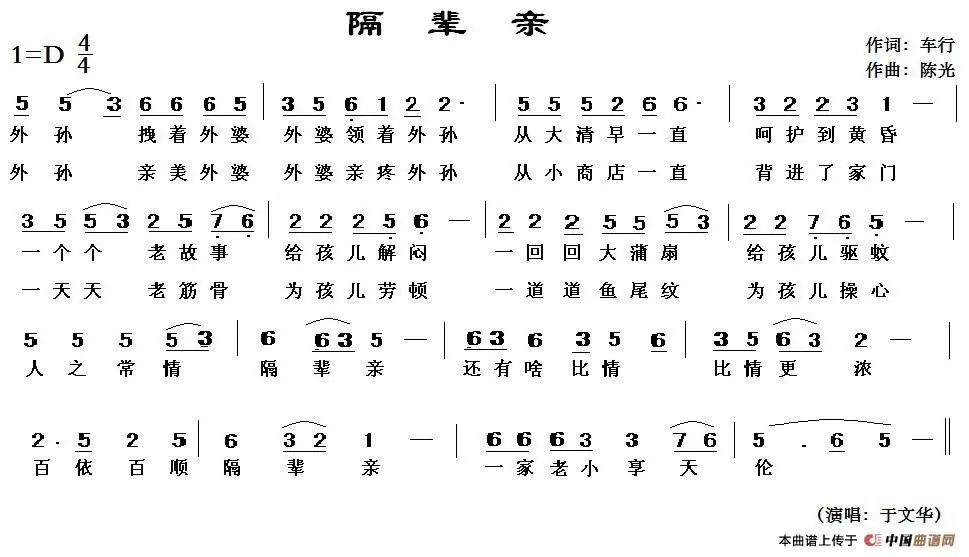 隔 辈 亲
1=D 4/4
作词：车行
作曲：陈光
5 5 3 6 6 6 5 | 3 5 6 1 2 2 · | 5 5 5 2 6 6 · | 3 2 2 3 1 — |
外 孙 拽 着 外 婆 外 婆 领 着 外 孙 从 大 清 早 一 直 呵 护 到 黄 昏
外 孙 亲 美 外 婆 外 婆 亲 疼 外 孙 从 小 商 店 一 直 背 进 了 家 门
3 5 5 3 2 5 7 6 | 2 2 2 5 6 — | 2 2 2 5 5 5 3 | 2 2 7 6 5 — |
一 个 个 老 故 事 给 孩 儿 解 闷 一 回 回 大 蒲 扇 给 孩 儿 驱 蚊
一 天 天 老 筋 骨 为 孩 儿 劳 顿 一 道 道 鱼 尾 纹 为 孩 儿 操 心
5 5 5 5 3 | 6 6 3 5 — | 6 3 6 3 5 6 | 3 5 6 3 2 — |
人 之 常 情 隔 辈 亲 还 有 啥 比 情 比 情 更 浓
2 · 5 2 5 | 6 3 2 1 — | 6 6 6 3 3 7 6 | 5 · 6 5 — ||
百 依 百 顺 隔 辈 亲 一 家 老 小 享 天 伦
（演唱：于文华）
本曲谱上传于 中国曲谱网